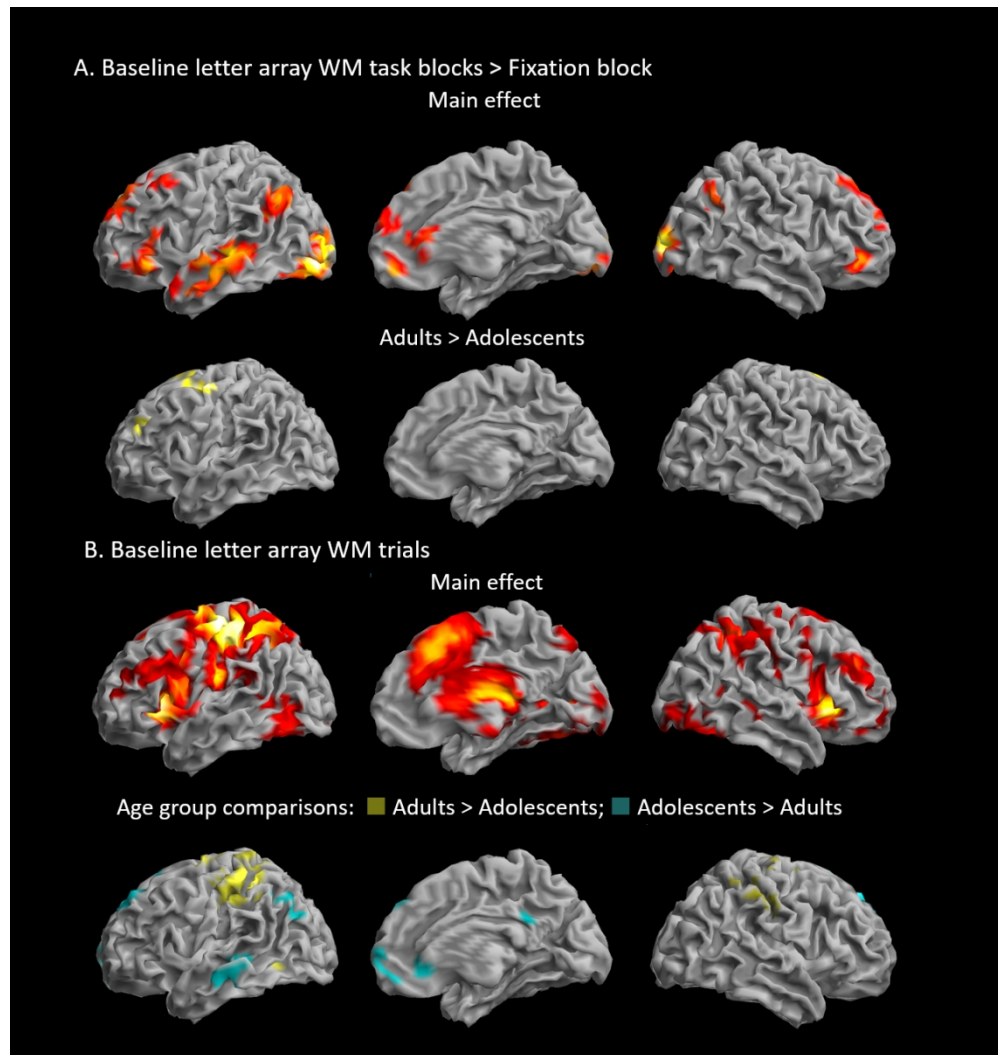 A. Baseline letter array WM task blocks > Fixation block
Main effect
Adults > Adolescents
B. Baseline letter array WM trials
Main effect
Age group comparisons: Adults > Adolescents; Adolescents > Adults